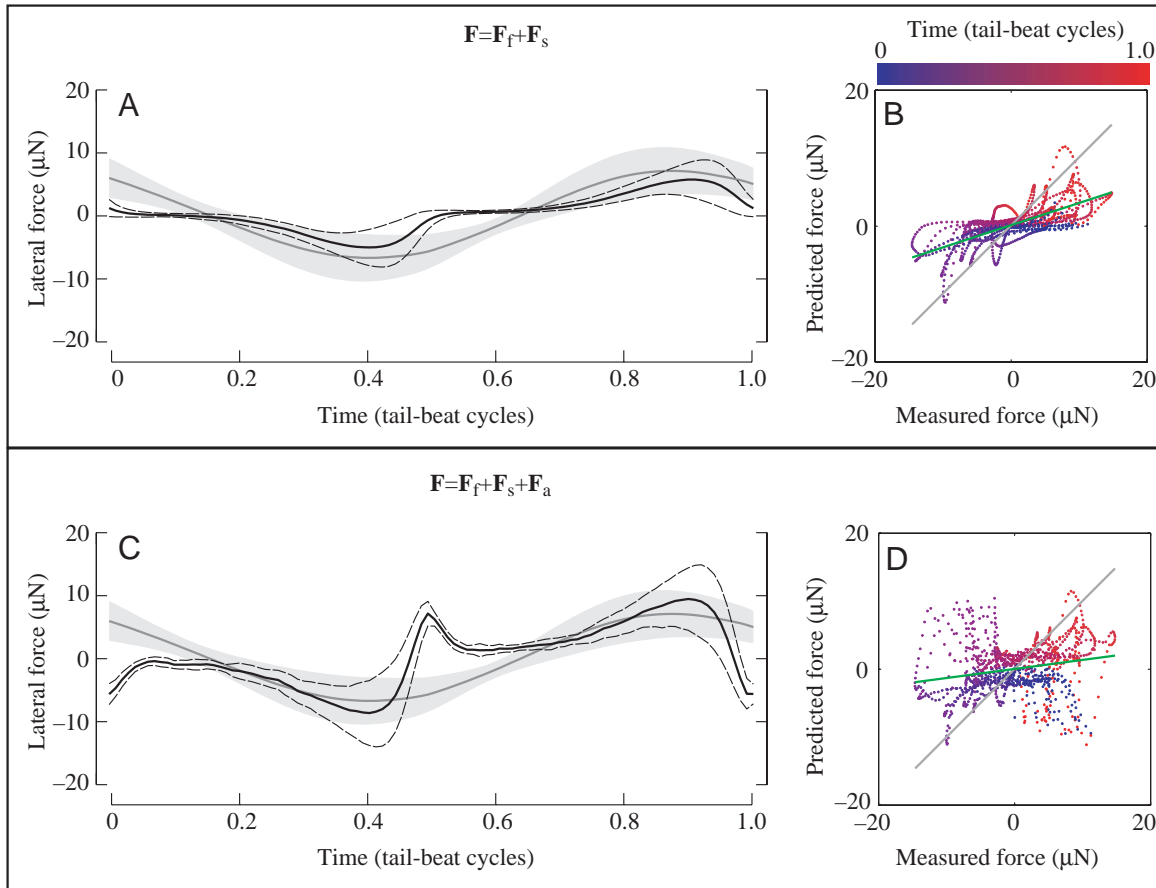 F=Ff+Fs
Time (tail-beat cycles)
0 1.0
A
20
10
0
−10
−20
Lateral force (μN)
0 0.2 0.4 0.6 0.8 1.0
Time (tail-beat cycles)
B
20
0
−20
Predicted force (μN)
−20 0 20
Measured force (μN)
F=Ff+Fs+Fa
C
20
10
0
−10
−20
Lateral force (μN)
0 0.2 0.4 0.6 0.8 1.0
Time (tail-beat cycles)
D
20
0
−20
Predicted force (μN)
−20 0 20
Measured force (μN)